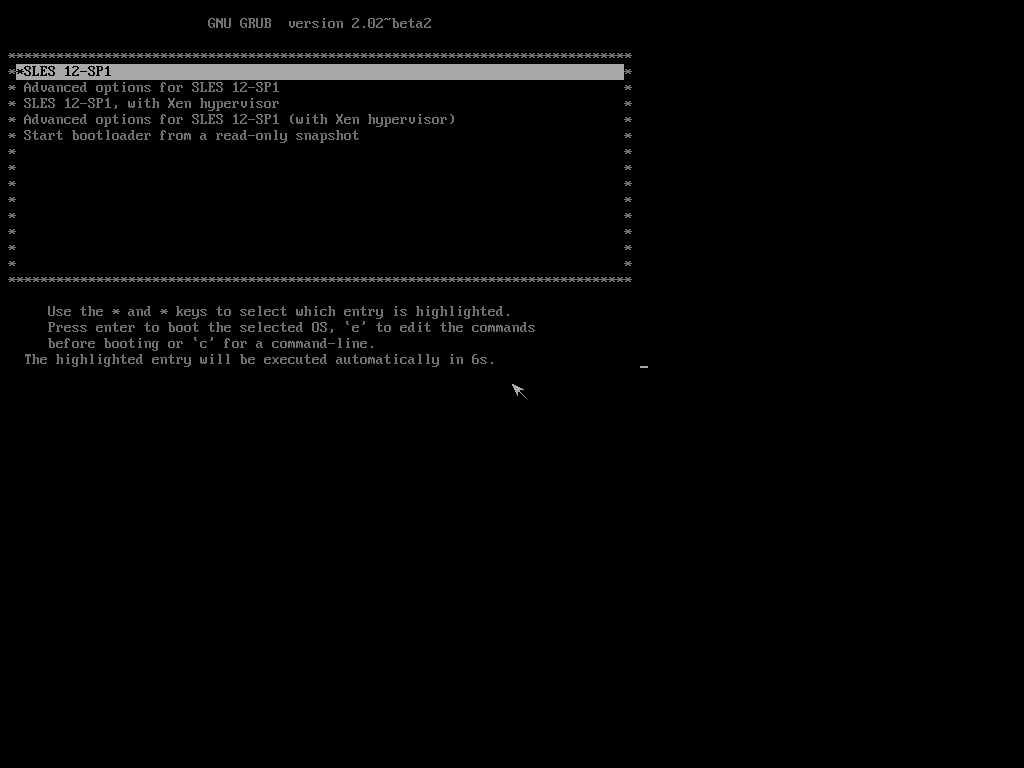 GNU GRUB  version 2.02~beta2
******************************************************************************
**SLES 12-SP1 *
* Advanced options for SLES 12-SP1 *
* SLES 12-SP1, with Xen hypervisor *
* Advanced options for SLES 12-SP1 (with Xen hypervisor) *
* Start bootloader from a read-only snapshot *
* *
* *
* *
* *
* *
* *
* *
* *
******************************************************************************
Use the * and * keys to select which entry is highlighted.
Press enter to boot the selected OS, `e' to edit the commands
before booting or `c' for a command-line.
The highlighted entry will be executed automatically in 6s.